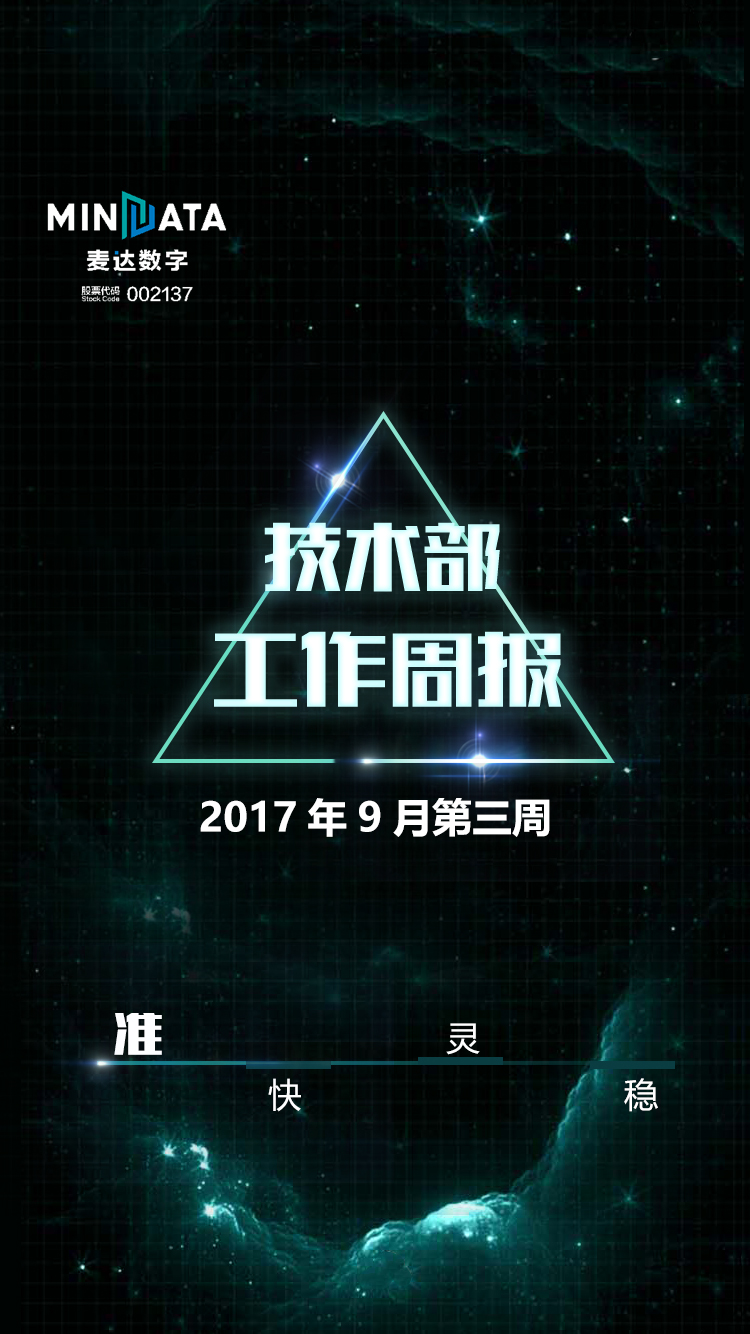 MINDATA
麦达数字
股票代码 Stock Code 002137
技术部
工作周报
2017 年 9 月第三周
准
灵
快
稳